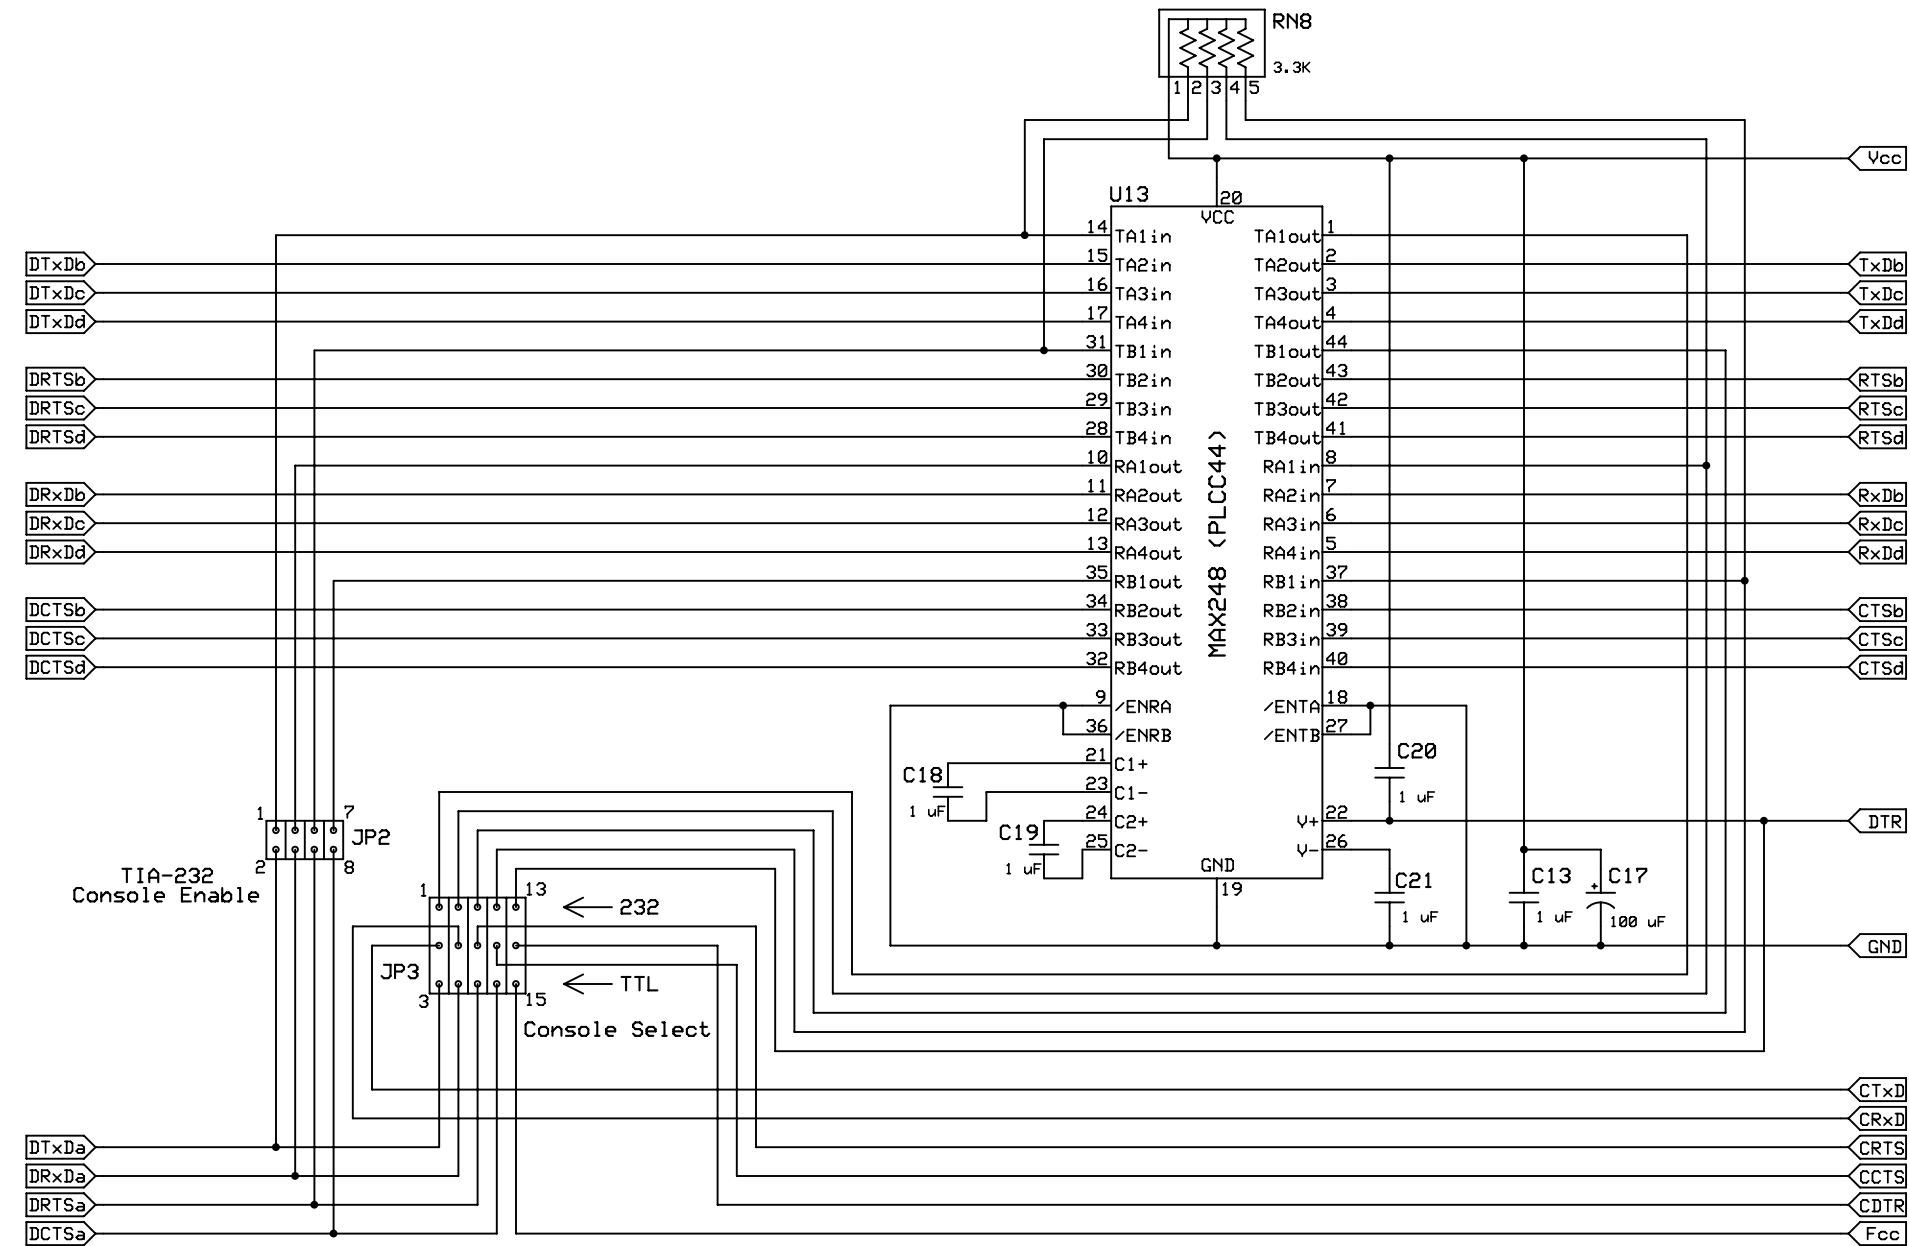 RN8
3.3K
1 2 3 4 5
Vcc
U13
20
VCC
14 TA1in TA1out 1
DTxDb 15 TA2in TA2out 2 TxDb
DTxDc 16 TA3in TA3out 3 TxDc
DTxDd 17 TA4in TA4out 4 TxDd
31 TB1in TB1out 44
DRTSb 30 TB2in TB2out 43 RTSb
DRTSc 29 TB3in TB3out 42 RTSc
DRTSd 28 TB4in TB4out 41 RTSd
10 RA1out RA1in 8
DRxDb 11 RA2out RA2in 7 RxDb
DRxDc 12 RA3out RA3in 6 RxDc
DRxDd 13 RA4out RA4in 5 RxDd
35 RB1out RB1in 37
DCTSb 34 RB2out RB2in 38 CTSb
DCTSc 33 RB3out RB3in 39 CTSc
DCTSd 32 RB4out RB4in 40 CTSd
MAX248 (PLCC44)
9 /ENRA /ENTA 18
36 /ENRB /ENTB 27
21 C1+
C20
1 uF
C18
1 uF
23 C1-
24 C2+ V+ 22 DTR
C19
1 uF
25 C2- V- 26
GND
19
C21
1 uF
C13
1 uF
+ C17
100 uF
GND
1 7
JP2
2 8
TIA-232
Console Enable
1 13
232
JP3
TTL
3 15
Console Select
CTxD
CRxD
DTxDa CRTS
DRxDa CCTS
DRTSa CDTR
DCTSa Fcc